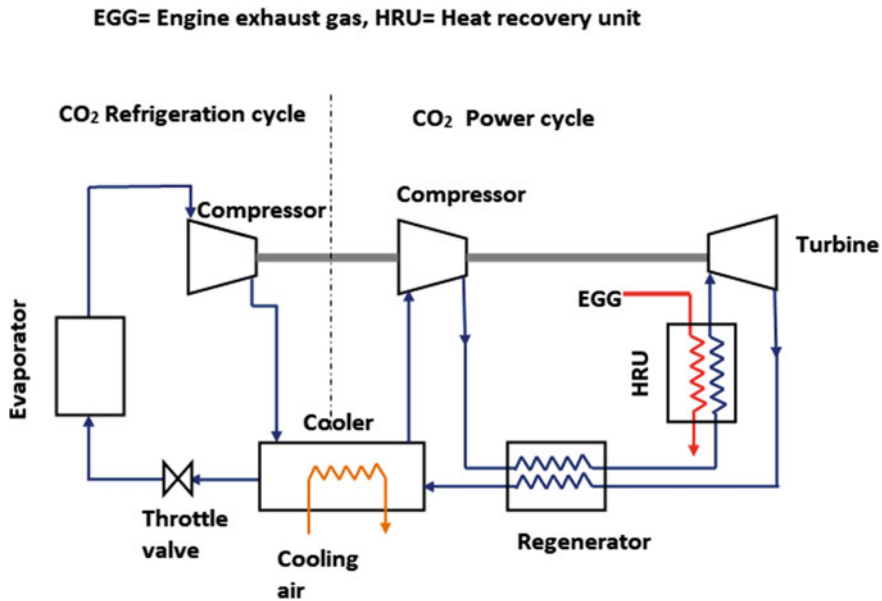 EGG= Engine exhaust gas, HRU= Heat recovery unit
CO₂ Refrigeration cycle
CO₂ Power cycle
Compressor
Compressor
Turbine
EGG
HRU
Evaporator
Cooler
Throttle
valve
Cooling
air
Regenerator